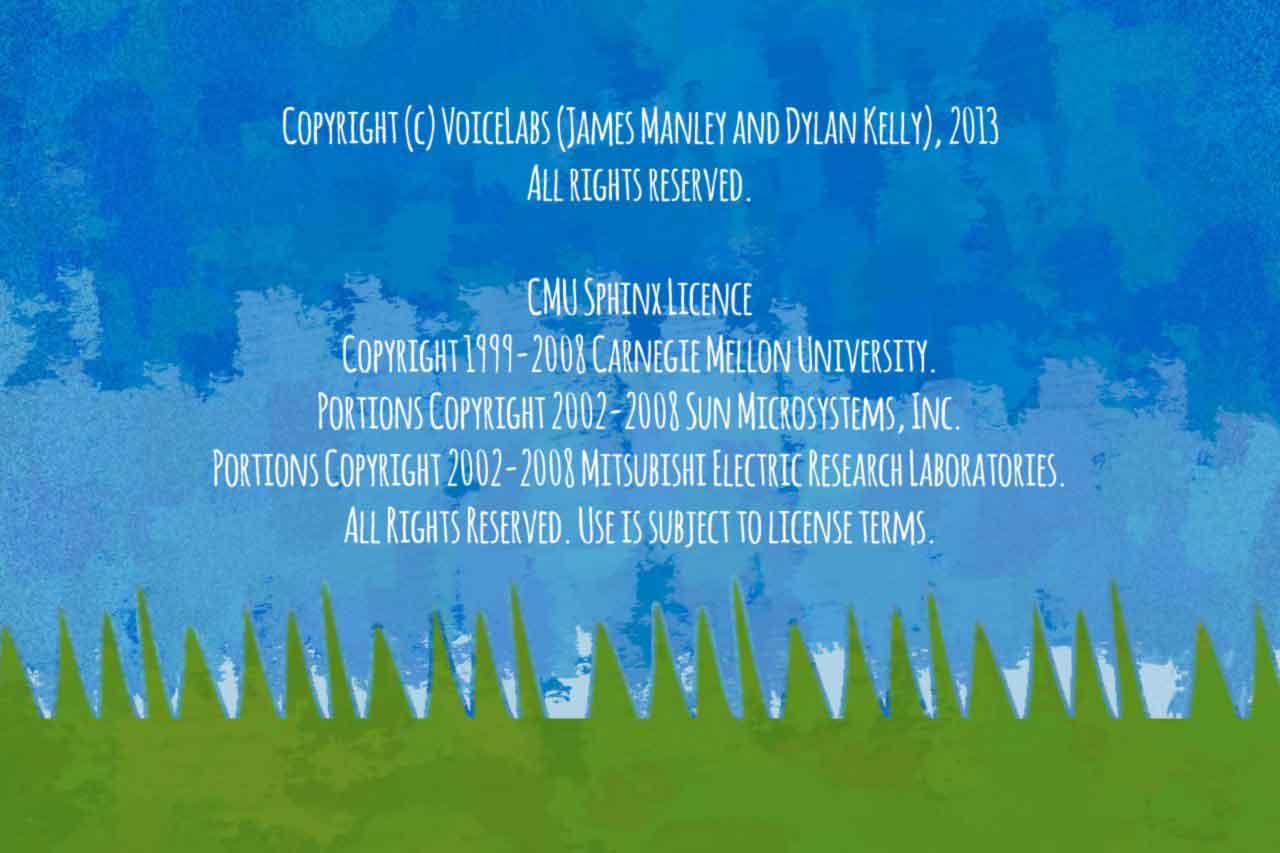 Copyright (c) VoiceLabs (James Manley and Dylan Kelly), 2013
All rights reserved.
CMU Sphinx Licence
Copyright 1999-2008 Carnegie Mellon University.
Portions Copyright 2002-2008 Sun Microsystems, Inc.
Portions Copyright 2002-2008 Mitsubishi Electric Research Laboratories.
All Rights Reserved. Use is subject to license terms.